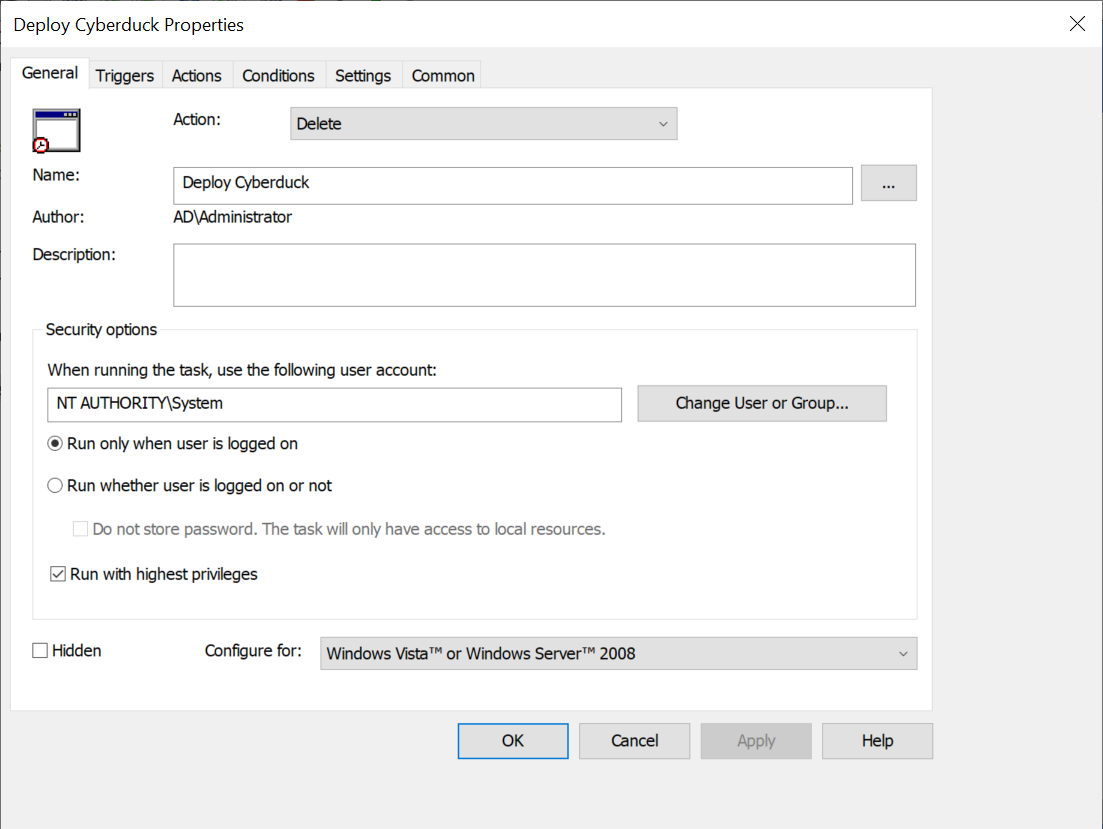 Deploy Cyberduck Properties
General Triggers Actions Conditions Settings Common
Action: Delete
Name: Deploy Cyberduck ...
Author: AD\Administrator
Description:
Security options
When running the task, use the following user account:
NT AUTHORITY\System Change User or Group...
Run only when user is logged on
Run whether user is logged on or not
Do not store password. The task will only have access to local resources.
Run with highest privileges
Hidden Configure for: Windows Vista™ or Windows Server™ 2008
OK Cancel Apply Help